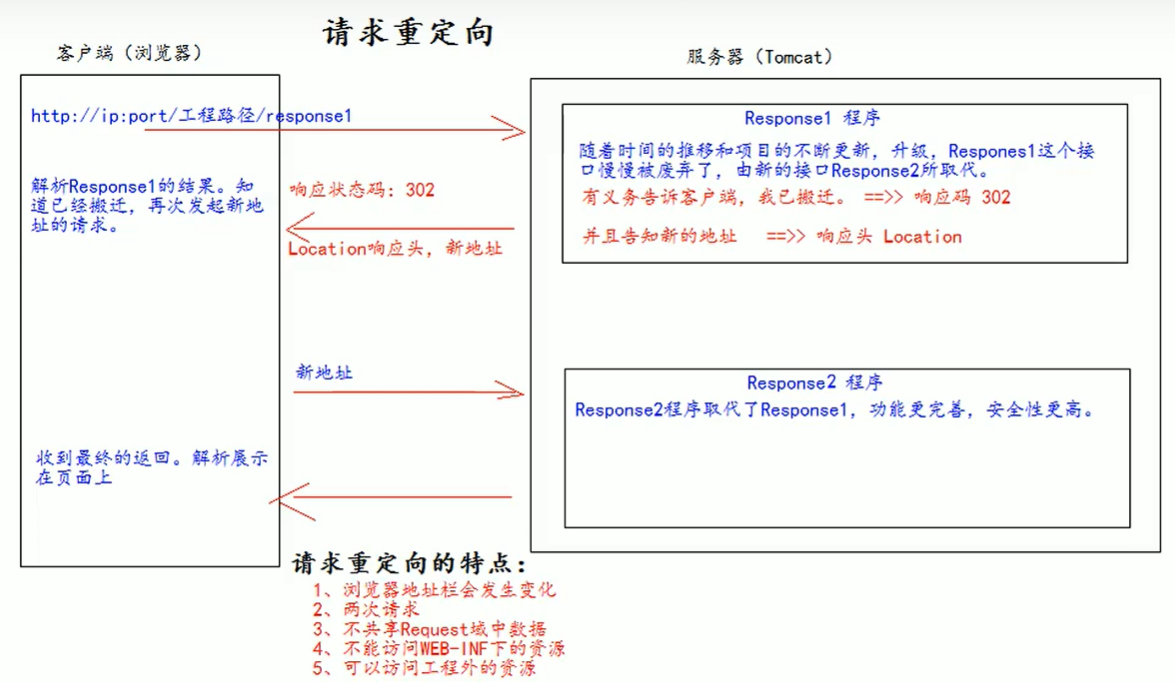 请求重定向
客户端（浏览器）
服务器（Tomcat）
http://ip:port/工程路径/response1
解析Response1的结果。知
道已经搬迁，再次发起新地
址的请求。
响应状态码：302
Location响应头，新地址
Response1 程序
随着时间的推移和项目的不断更新，升级，Respones1这个接
口慢慢被废弃了，由新的接口Response2所取代。
有义务告诉客户端，我已搬迁。 ==>> 响应码 302
并且告知新的地址 ==>> 响应头 Location
新地址
Response2 程序
Response2程序取代了Response1，功能更完善，安全性更高。
收到最终的返回。解析展示
在页面上
请求重定向的特点：
1、浏览器地址栏会发生变化
2、两次请求
3、不共享Request域中数据
4、不能访问WEB-INF下的资源
5、可以访问工程外的资源